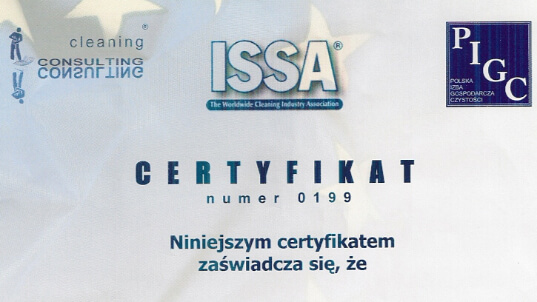 cleaning ®
CONSULTING
CONSULTING
ISSA®
The Worldwide Cleaning Industry Association
PIGC
POLSKA
IZBA
GOSPODARCZA
CZYSTOŚCI
CERTYFIKAT
numer 0199
Niniejszym certyfikatem
zaświadcza się, że